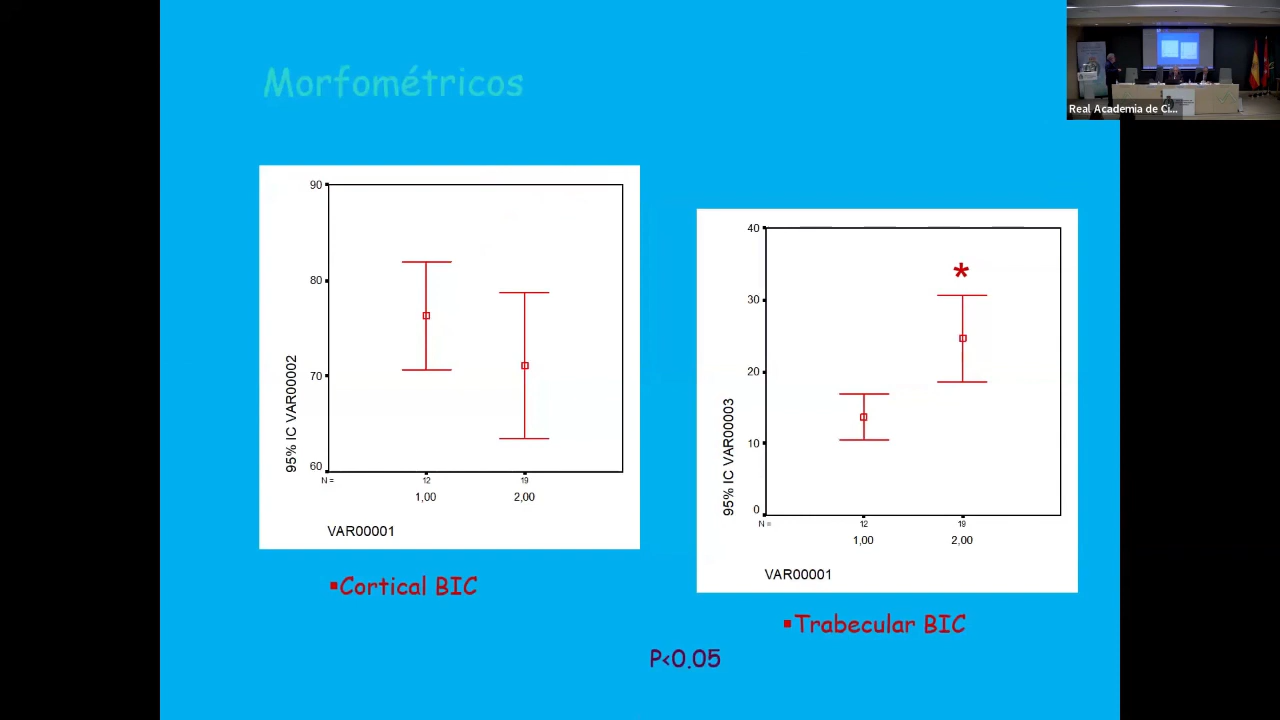 Morfométricos
Real Academia de Ci...
90
80
70
60
95% IC VAR00002
N =
12
19
1,00
2,00
VAR00001
▪Cortical BIC
40
30
20
10
0
95% IC VAR00003
*
N =
12
19
1,00
2,00
VAR00001
▪Trabecular BIC
P<0.05